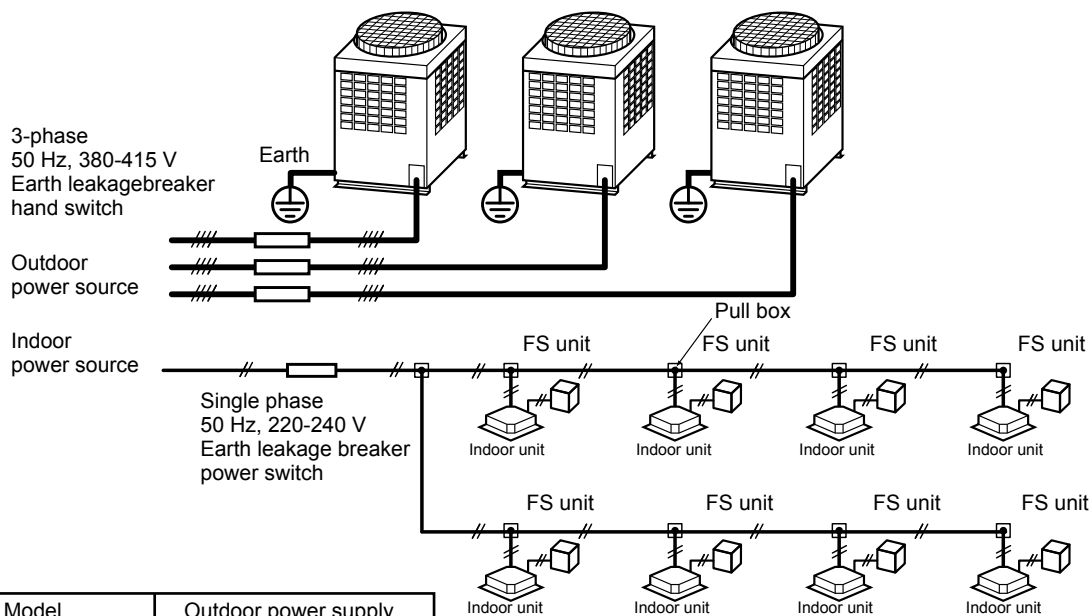 3-phase
50 Hz, 380-415 V
Earth leakagebreaker
hand switch
Earth
Outdoor
power source
Pull box
Indoor
power source
FS unit FS unit FS unit FS unit
Single phase
50 Hz, 220-240 V
Earth leakage breaker
power switch
Indoor unit Indoor unit Indoor unit Indoor unit
FS unit FS unit FS unit FS unit
Indoor unit Indoor unit Indoor unit Indoor unit
Model Outdoor power supply